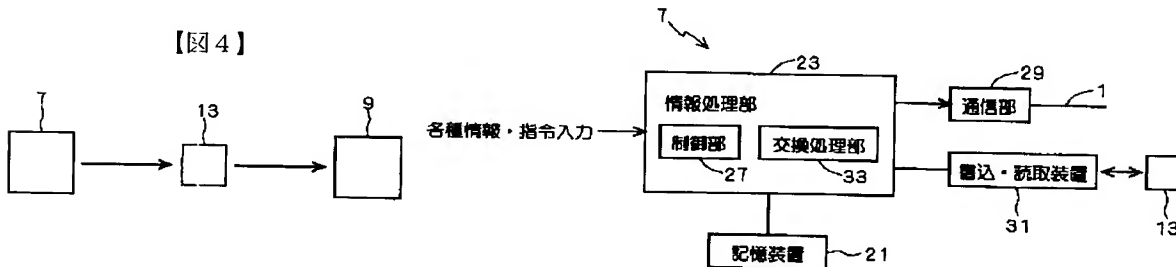 【図4】
7
13
9
7
23
情報処理部
制御部
27
交換処理部
33
各種情報・指令入力
29
通信部
1
書込・読取装置
31
13
記憶装置
21